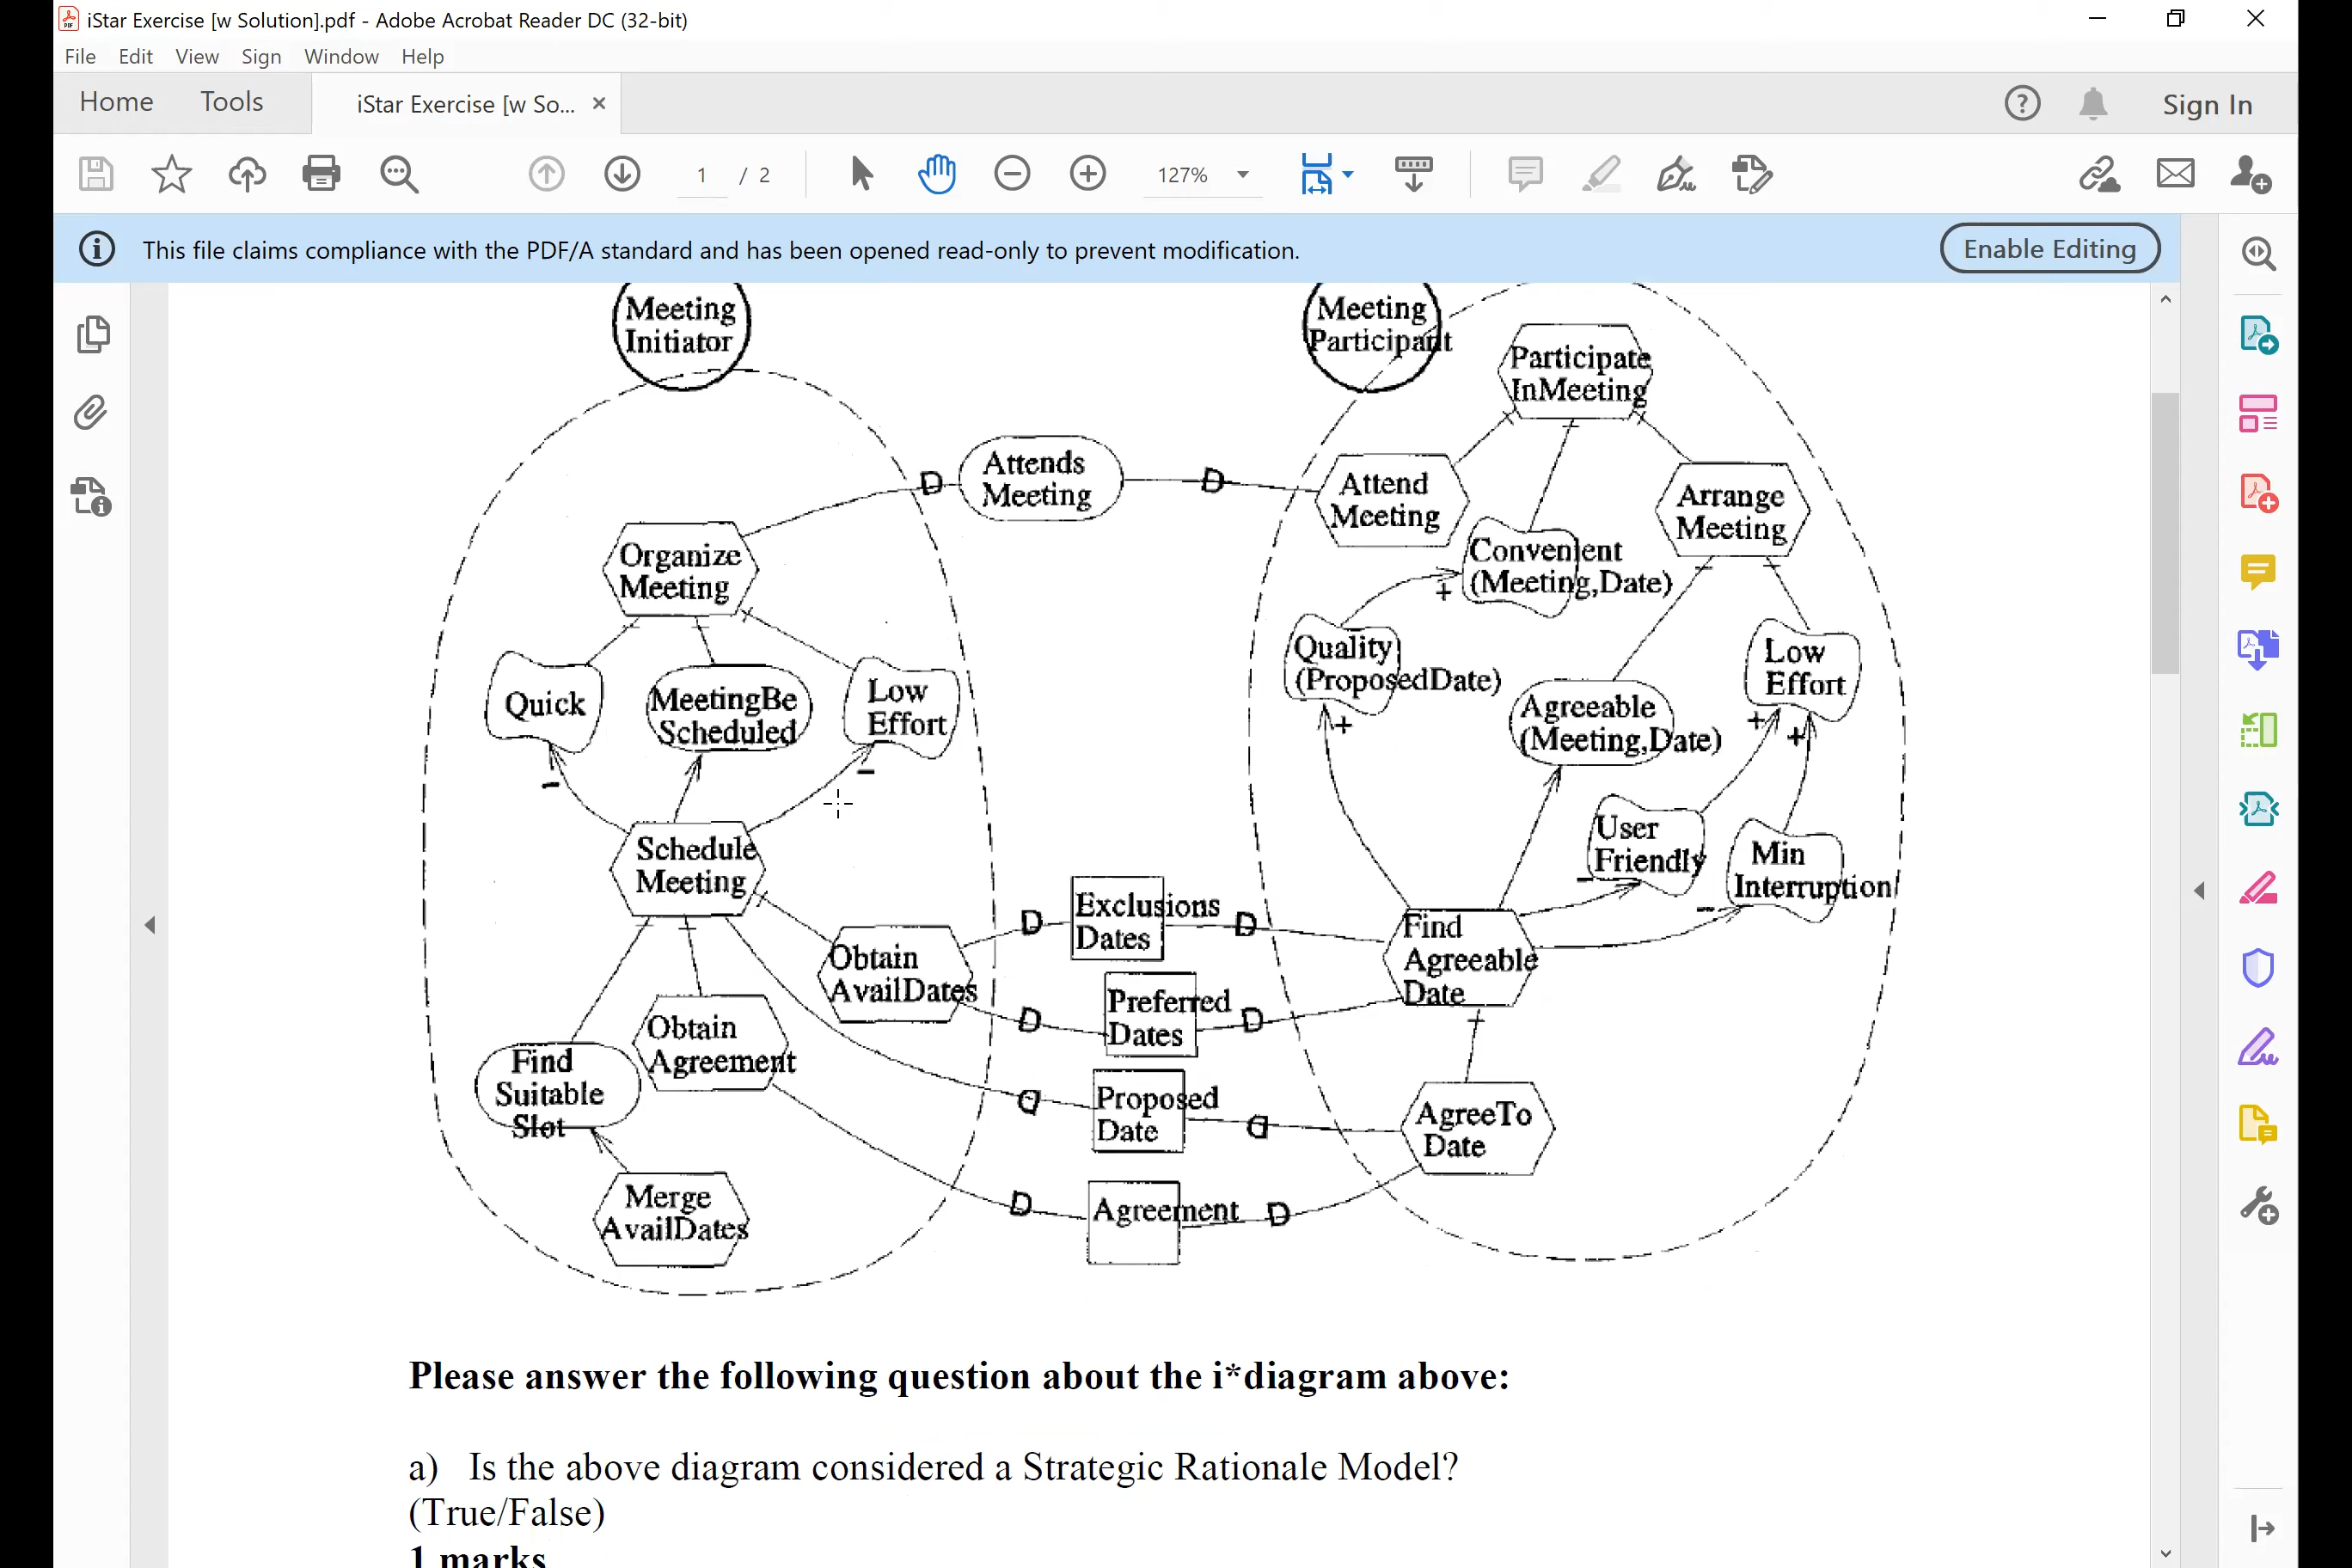 iStar Exercise [w Solution].pdf - Adobe Acrobat Reader DC (32-bit)
File Edit View Sign Window Help
Home Tools iStar Exercise [w So... × Sign In
1 / 2 127%
This file claims compliance with the PDF/A standard and has been opened read-only to prevent modification. Enable Editing
Meeting
Initiator
Meeting
Participant
Participate
InMeeting
Attends
Meeting
D
D
Attend
Meeting
Arrange
Meeting
Organize
Meeting
Convenient
(Meeting,Date)
+
Quality
(ProposedDate)
+
Low
Effort
+
+
Quick
MeetingBe
Scheduled
Low
Effort
Agreeable
(Meeting,Date)
-
-
User
Friendly
-
Min
Interruption
-
Schedule
Meeting
D
Exclusions
Dates
D
Find
Agreeable
Date
Obtain
AvailDates
D
Preferred
Dates
D
Obtain
Agreement
Find
Suitable
Slot
D
Proposed
Date
D
AgreeTo
Date
Merge
AvailDates
D
Agreement
D
Please answer the following question about the i*diagram above:
a) Is the above diagram considered a Strategic Rationale Model?
(True/False)
1 marks